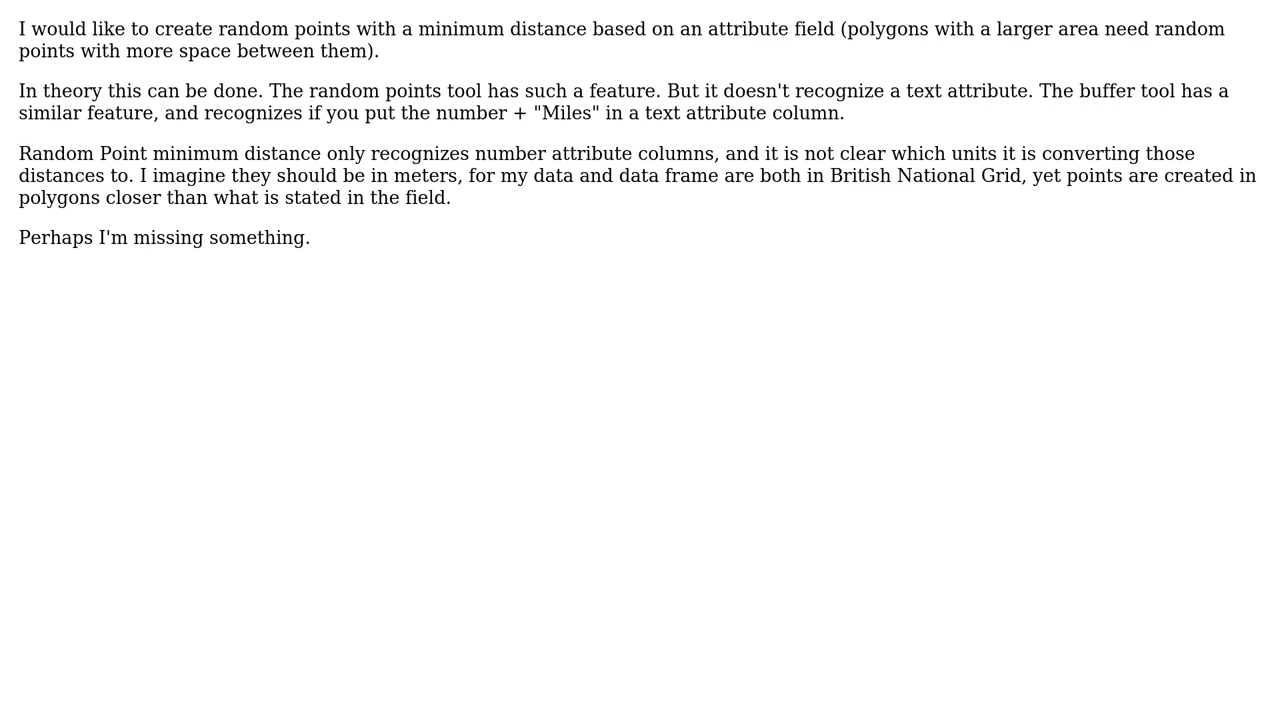 I would like to create random points with a minimum distance based on an attribute field (polygons with a larger area need random
points with more space between them).
In theory this can be done. The random points tool has such a feature. But it doesn't recognize a text attribute. The buffer tool has a
similar feature, and recognizes if you put the number + "Miles" in a text attribute column.
Random Point minimum distance only recognizes number attribute columns, and it is not clear which units it is converting those
distances to. I imagine they should be in meters, for my data and data frame are both in British National Grid, yet points are created in
polygons closer than what is stated in the field.
Perhaps I'm missing something.